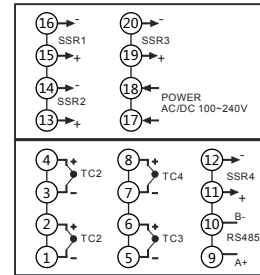 16 - 20 -
SSR1 SSR3
15 + 19 +
14 - 18
SSR2 POWER
AC/DC 100~240V
13 + 17
4 + 8 + 12 -
TC2 TC4 SSR4
3 - 7 - 11 +
2 + 6 + 10 B-
TC2 TC3 RS485
1 - 5 - 9 A+